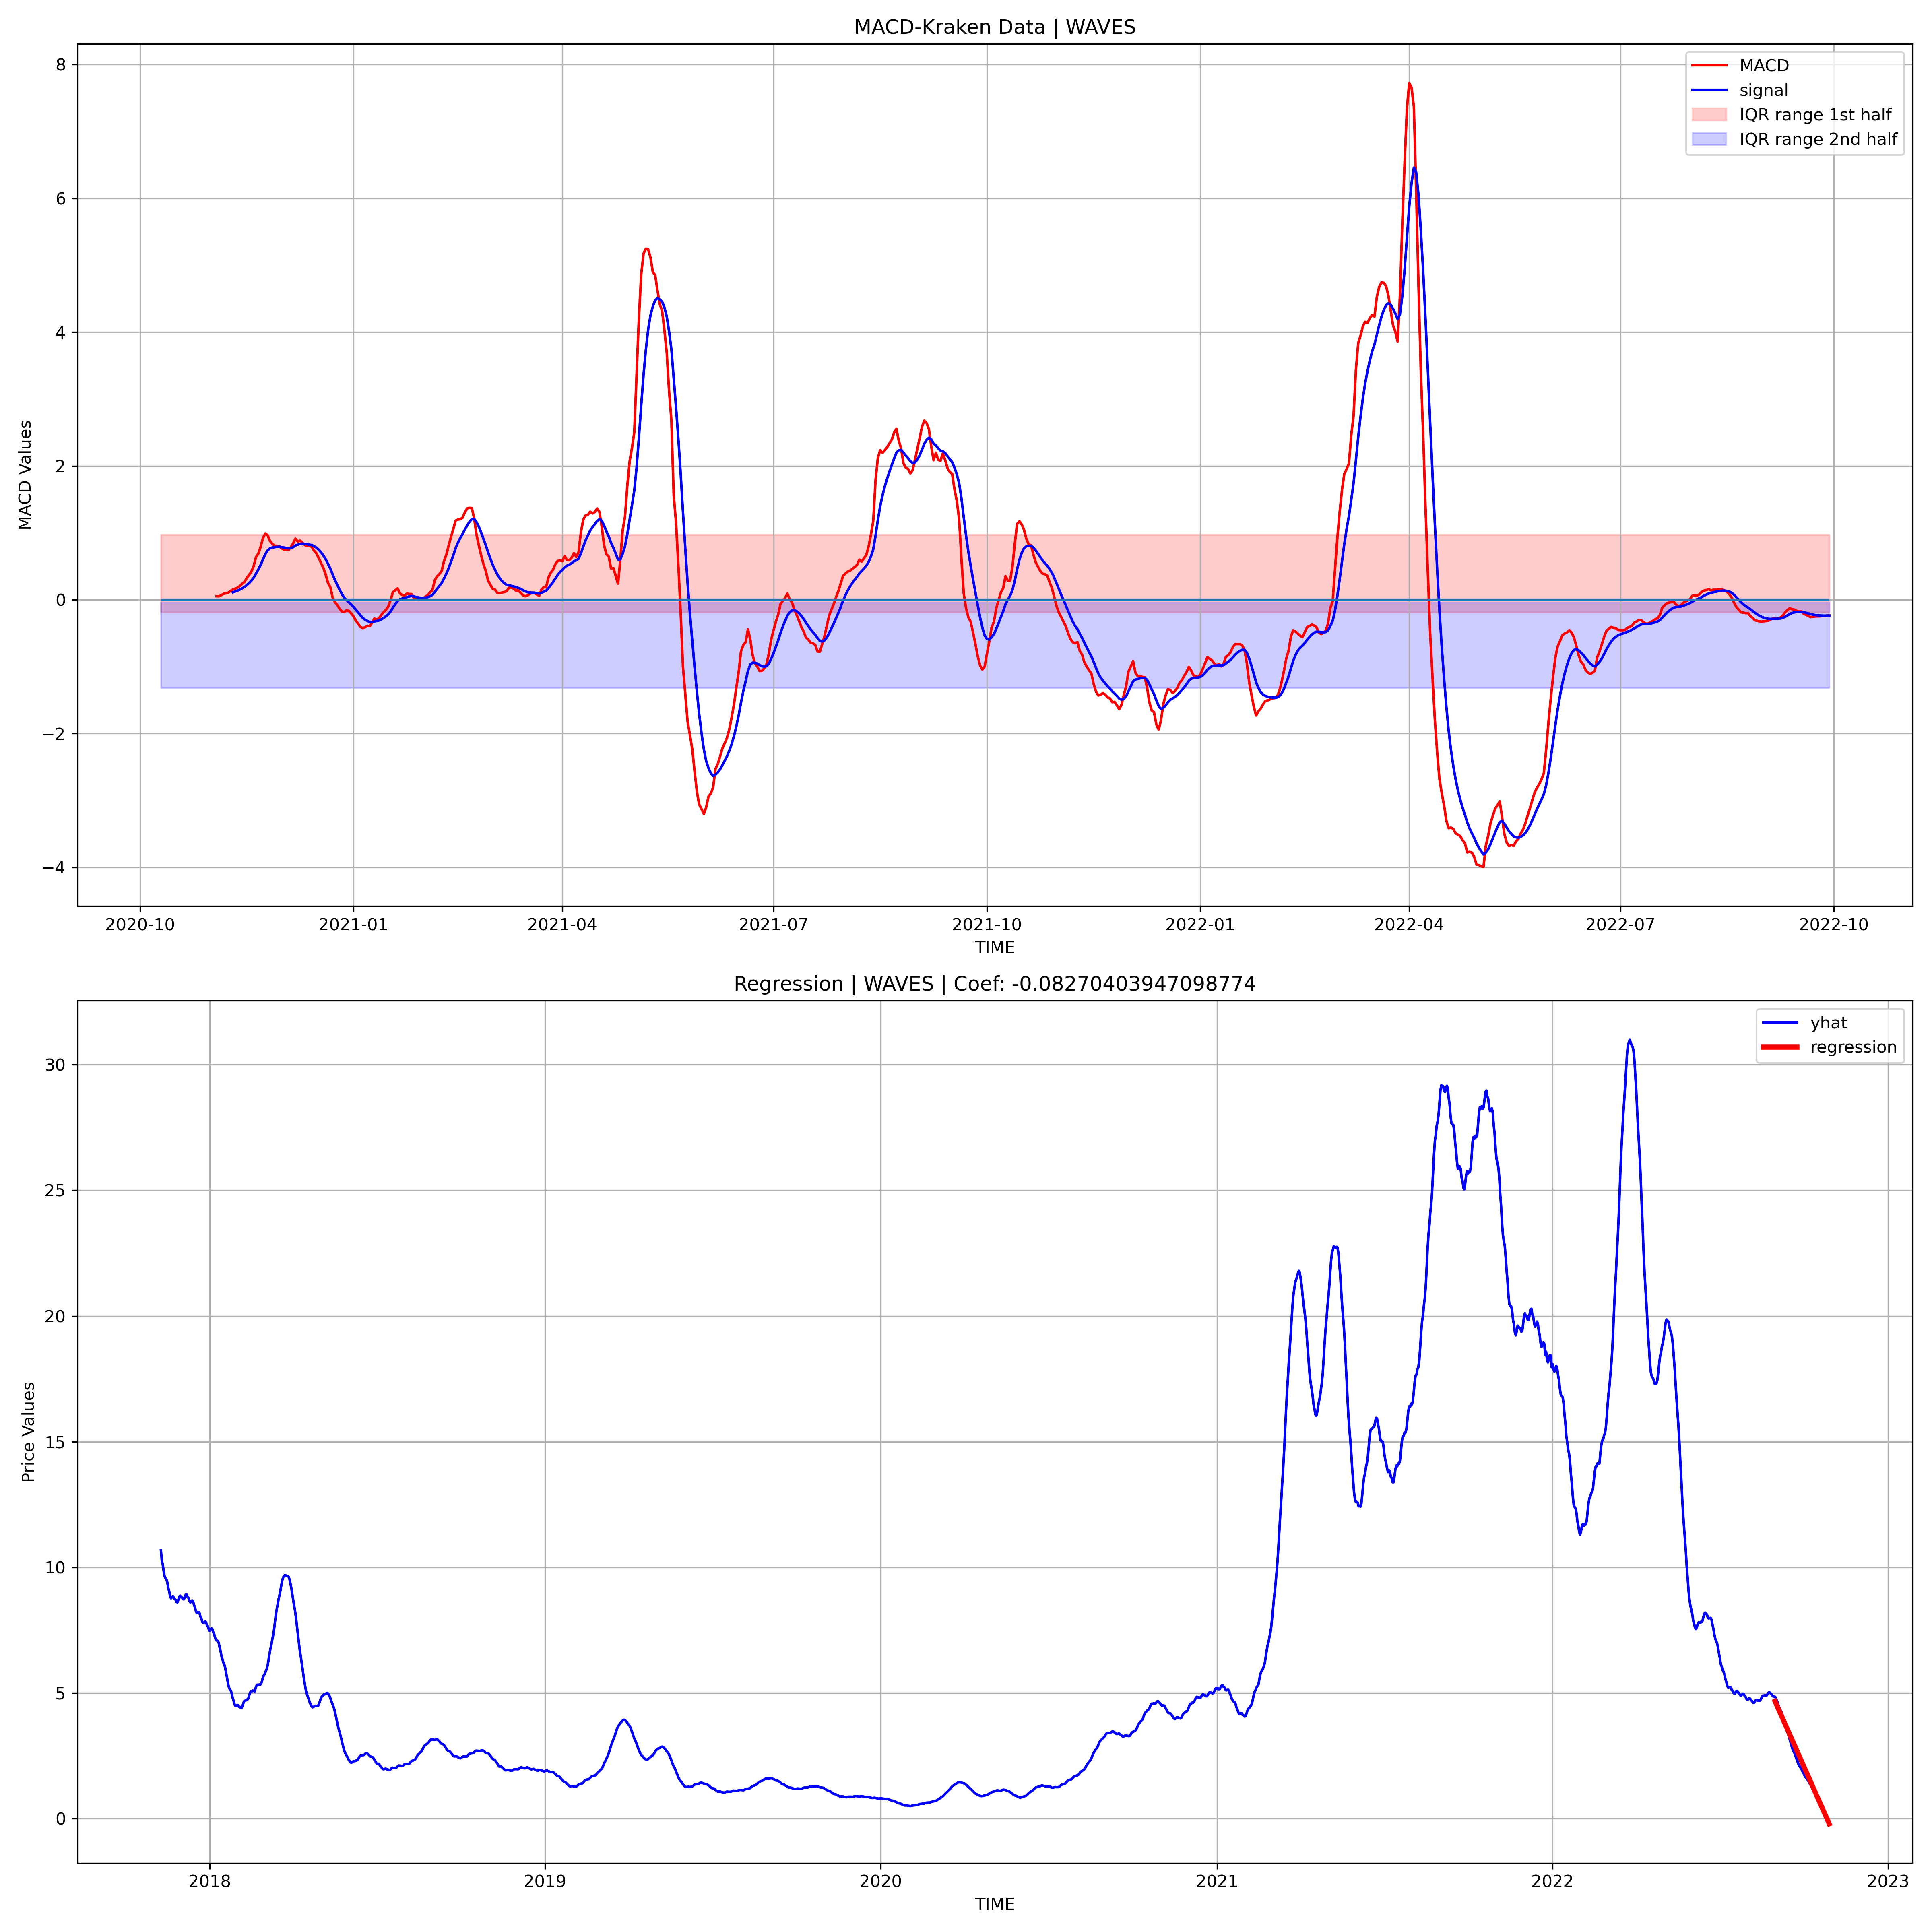 MACD-Kraken Data | WAVES
MACD
signal
IQR range 1st half
IQR range 2nd half
MACD Values
8
6
4
2
0
−2
−4
2020-10 2021-01 2021-04 2021-07 2021-10 2022-01 2022-04 2022-07 2022-10
TIME
Regression | WAVES | Coef: -0.08270403947098774
yhat
regression
Price Values
30
25
20
15
10
5
0
2018 2019 2020 2021 2022 2023
TIME